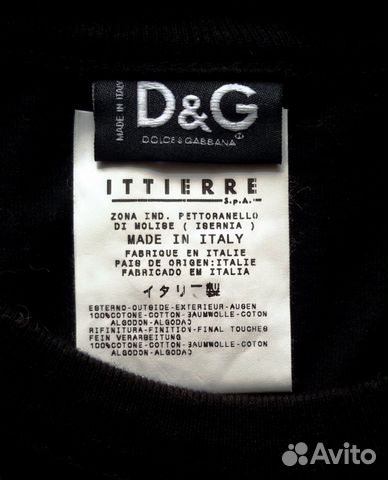 MADE IN ITALY
D&G
DOLCE&GABBANA®
ITTIERRE
S.p.A.
ZONA IND. PETTORANELLO
DI MOLISE ( ISERNIA )
MADE IN ITALY
FABRIQUE EN ITALIE
PAIS DE ORIGEN:ITALIE
FABRICADO EM ITALIA
イタリー製
ESTERNO-OUTSIDE-EXTERIEUR-AUSEN
100%COTONE-COTTON-BAUMWOLLE-COTON
ALGODON-ALGODAO
RIFINITURA-FINITION-FINAL TOUCHES
FEIN VERARBEITUNG
100%COTONE-COTTON-BAUMWOLLE-COTON
ALGODON-ALGODAO
Avito